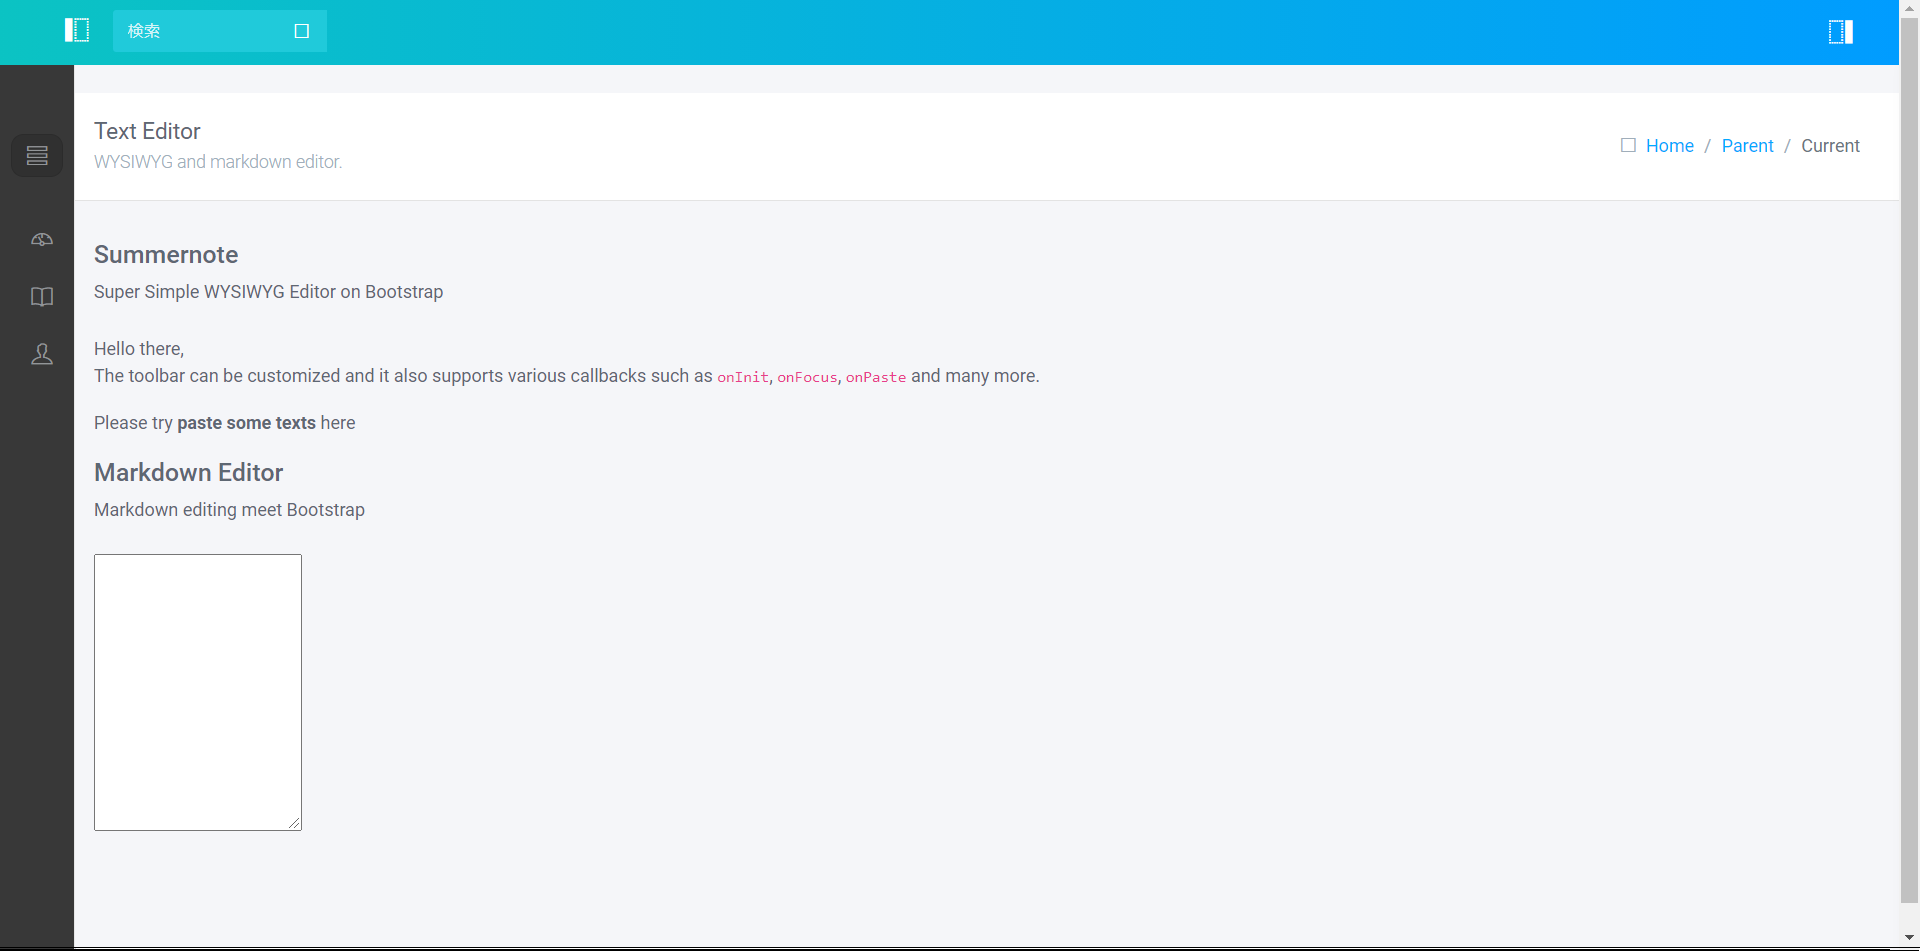 検索
Text Editor
WYSIWYG and markdown editor.
Home / Parent / Current
Summernote
Super Simple WYSIWYG Editor on Bootstrap
Hello there,
The toolbar can be customized and it also supports various callbacks such as onInit, onFocus, onPaste and many more.
Please try paste some texts here
Markdown Editor
Markdown editing meet Bootstrap